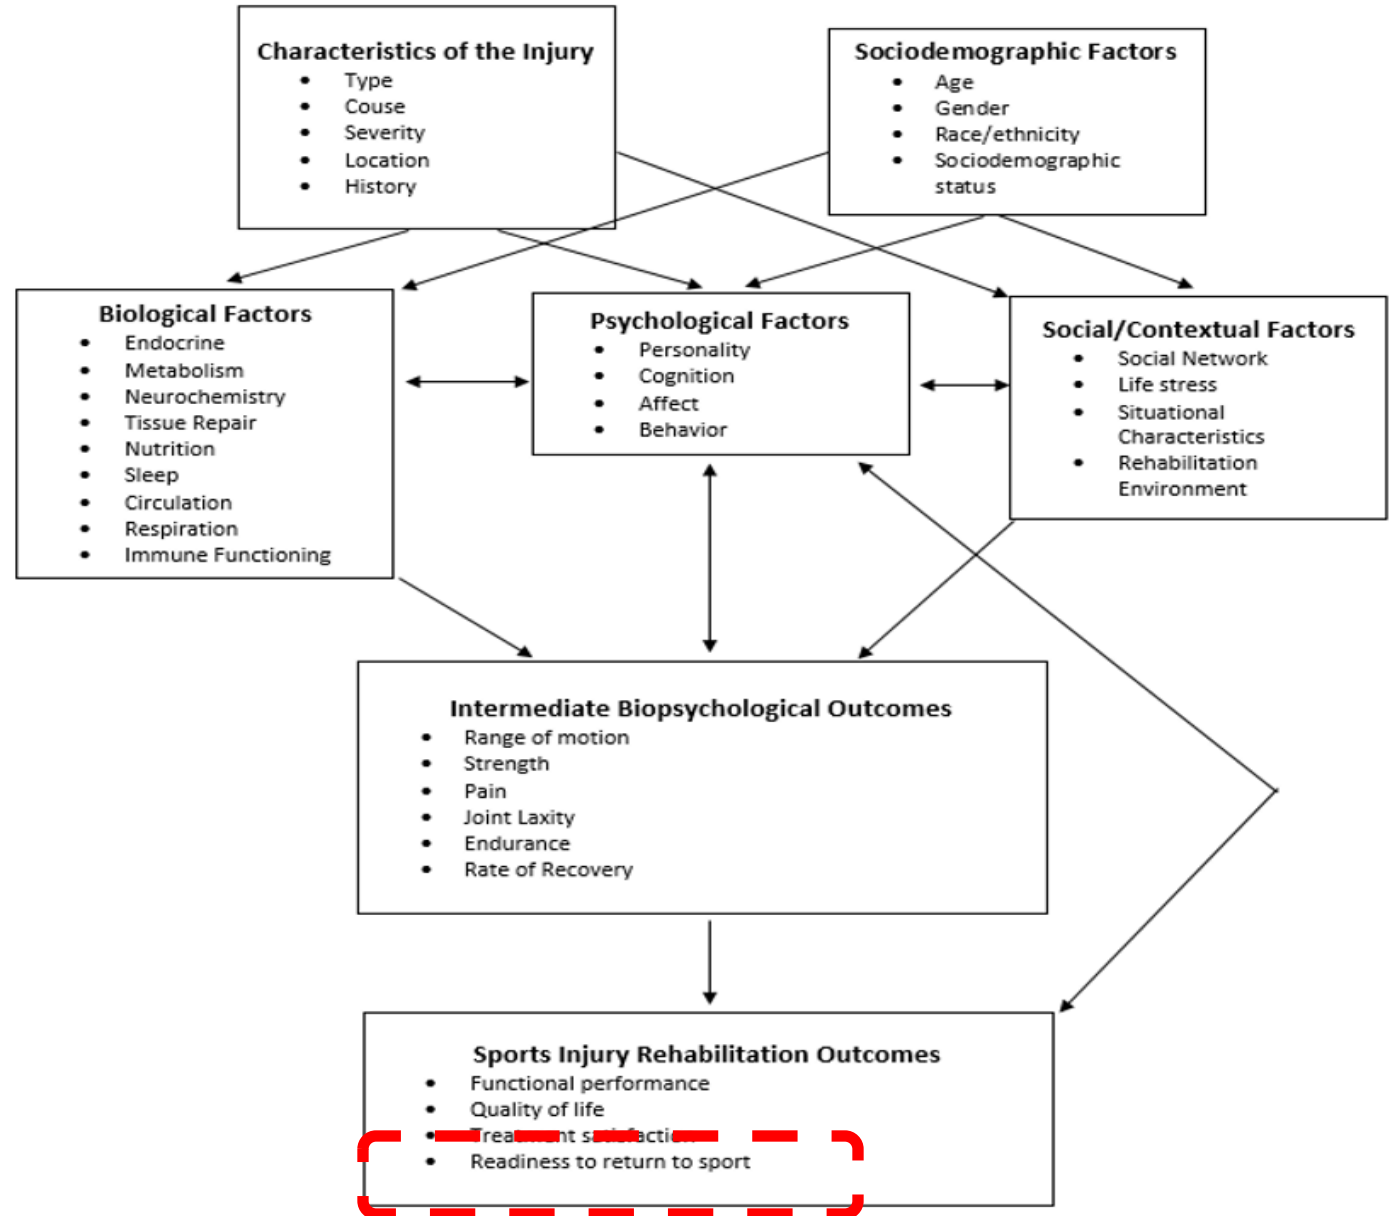 Characteristics of the Injury
• Type
• Couse
• Severity
• Location
• History
Sociodemographic Factors
• Age
• Gender
• Race/ethnicity
• Sociodemographic
status
Biological Factors
• Endocrine
• Metabolism
• Neurochemistry
• Tissue Repair
• Nutrition
• Sleep
• Circulation
• Respiration
• Immune Functioning
Psychological Factors
• Personality
• Cognition
• Affect
• Behavior
Social/Contextual Factors
• Social Network
• Life stress
• Situational
Characteristics
• Rehabilitation
Environment
Intermediate Biopsychological Outcomes
• Range of motion
• Strength
• Pain
• Joint Laxity
• Endurance
• Rate of Recovery
Sports Injury Rehabilitation Outcomes
• Functional performance
• Quality of life
• Treatment satisfaction
• Readiness to return to sport